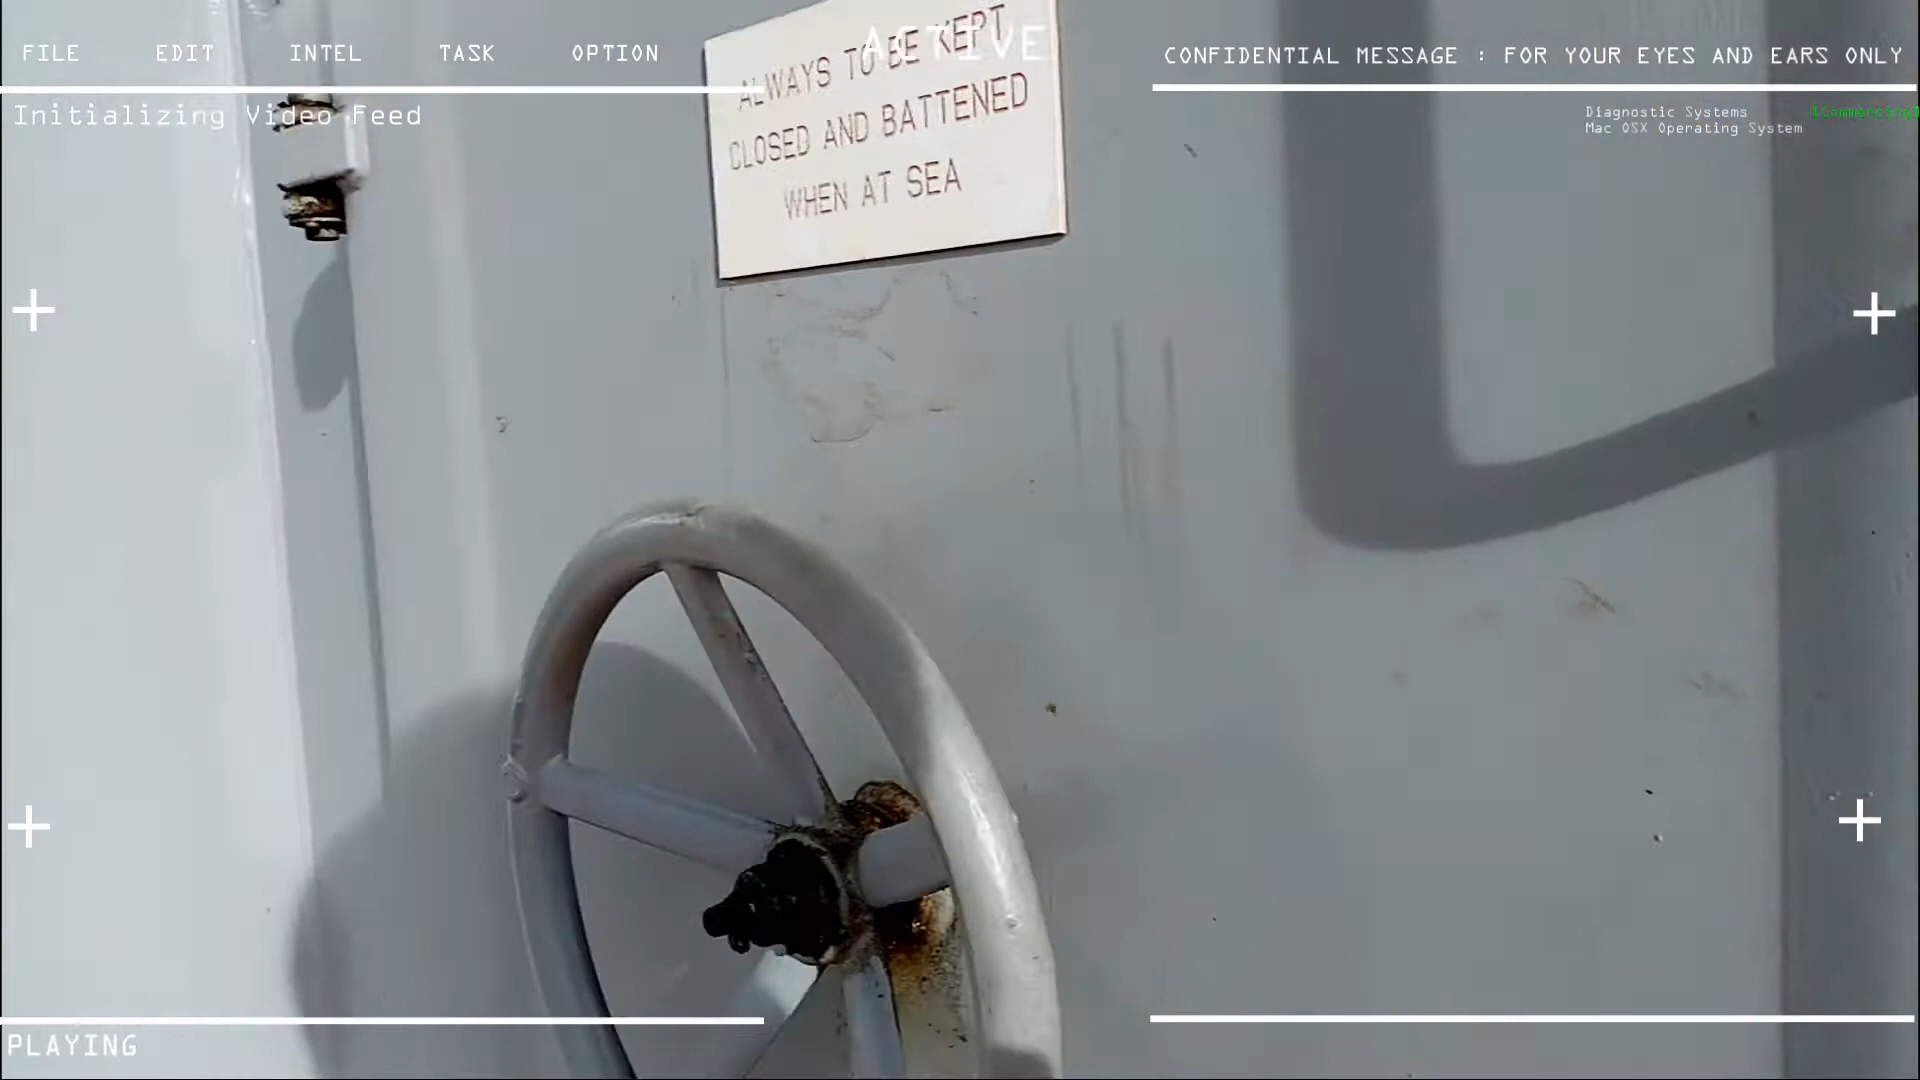 FILE EDIT INTEL TASK OPTION
ACTIVE
CONFIDENTIAL MESSAGE : FOR YOUR EYES AND EARS ONLY
Initializing Video Feed
Diagnostic Systems
Mac OSX Operating System
ALWAYS TO BE KEPT
CLOSED AND BATTENED
WHEN AT SEA
PLAYING